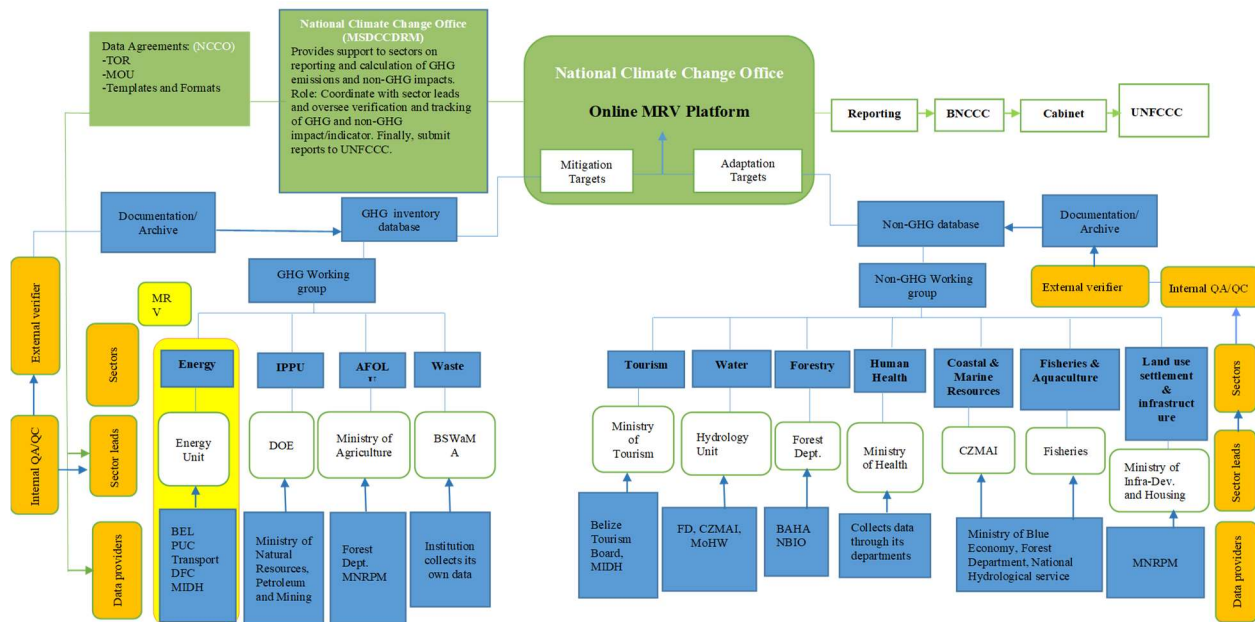 Data Agreements: (NCCO)
-TOR
-MOU
-Templates and Formats
National Climate Change Office
(MSDCCDRM)
Provides support to sectors on
reporting and calculation of GHG
emissions and non-GHG impacts.
Role: Coordinate with sector leads
and oversee verification and tracking
of GHG and non-GHG
impact/indicator. Finally, submit
reports to UNFCCC.
National Climate Change Office
Online MRV Platform
Mitigation
Targets
Adaptation
Targets
Reporting
BNCCC
Cabinet
UNFCCC
Documentation/
Archive
GHG inventory
database
Non-GHG database
Documentation/
Archive
GHG Working
group
Non-GHG Working
group
External verifier
Internal QA/QC
MR
V
External verifier
Internal QA/QC
Sectors
Sector leads
Data providers
Energy
IPPU
AFOL
U
Waste
Energy
Unit
DOE
Ministry of
Agriculture
BSWaM
A
BEL
PUC
Transport
DFC
MIDH
Ministry of
Natural
Resources,
Petroleum
and Mining
Forest
Dept.
MNRPM
Institution
collects its
own data
Tourism
Water
Forestry
Human
Health
Coastal &
Marine
Resources
Fisheries &
Aquaculture
Land use
settlement
&
infrastruct
ure
Ministry
of
Tourism
Hydrology
Unit
Forest
Dept.
Ministry
of Health
CZMAI
Fisheries
Ministry of
Infra-Dev.
and Housing
Belize
Tourism
Board,
MIDH
FD, CZMAI,
MoHW
BAHA
NBIO
Collects data
through its
departments
Ministry of Blue
Economy, Forest
Department, National
Hydrological service
MNRPM
Sectors
Sector leads
Data providers